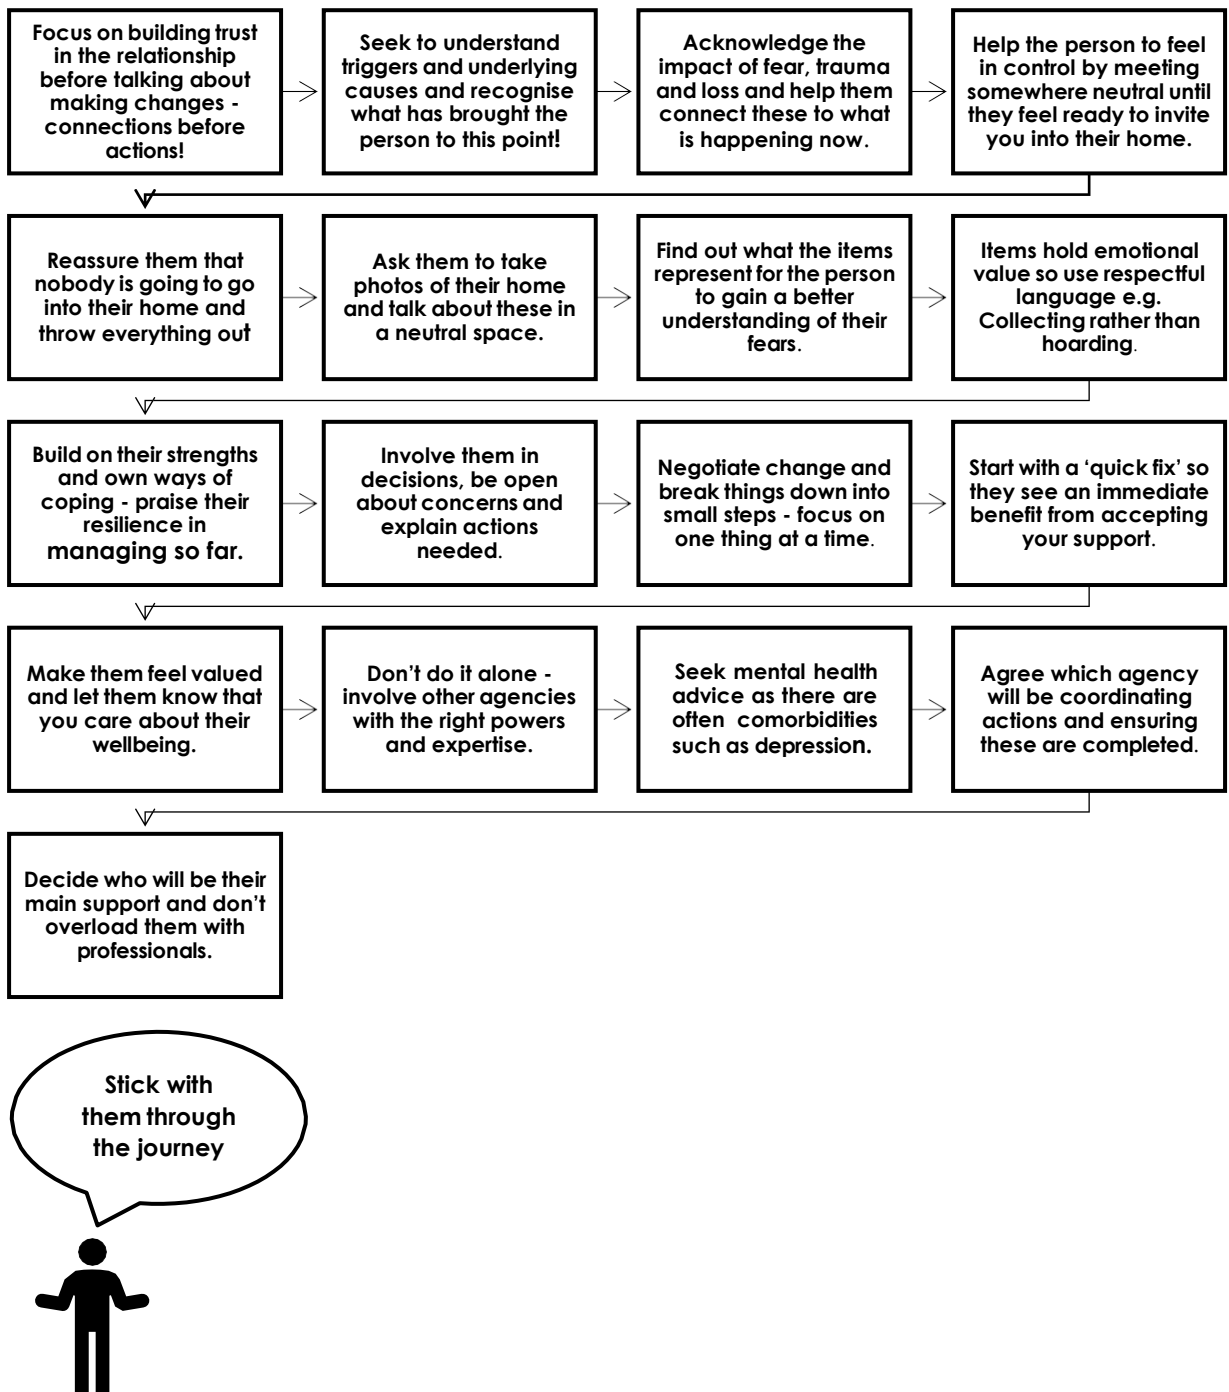 Focus on building trust
in the relationship
before talking about
making changes -
connections before
actions!
Seek to understand
triggers and underlying
causes and recognise
what has brought the
person to this point!
Acknowledge the
impact of fear, trauma
and loss and help them
connect these to what
is happening now.
Help the person to feel
in control by meeting
somewhere neutral until
they feel ready to invite
you into their home.
Reassure them that
nobody is going to go
into their home and
throw everything out
Ask them to take
photos of their home
and talk about these in
a neutral space.
Find out what the items
represent for the person
to gain a better
understanding of their
fears.
Items hold emotional
value so use respectful
language e.g.
Collecting rather than
hoarding.
Build on their strengths
and own ways of
coping - praise their
resilience in
managing so far.
Involve them in
decisions, be open
about concerns and
explain actions
needed.
Negotiate change and
break things down into
small steps - focus on
one thing at a time.
Start with a ‘quick fix’ so
they see an immediate
benefit from accepting
your support.
Make them feel valued
and let them know that
you care about their
wellbeing.
Don’t do it alone -
involve other agencies
with the right powers
and expertise.
Seek mental health
advice as there are
often comorbidities
such as depression.
Agree which agency
will be coordinating
actions and ensuring
these are completed.
Decide who will be their
main support and don’t
overload them with
professionals.
Stick with
them through
the journey